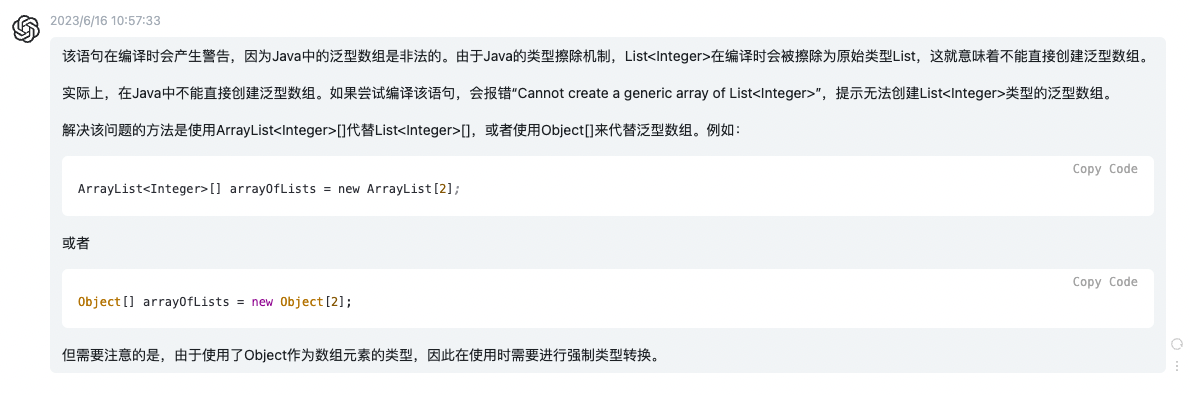 2023/6/16 10:57:33
该语句在编译时会产生警告，因为Java中的泛型数组是非法的。由于Java的类型擦除机制，List<Integer>在编译时会被擦除为原始类型List，这就意味着不能直接创建泛型数组。
实际上，在Java中不能直接创建泛型数组。如果尝试编译该语句，会报错“Cannot create a generic array of List<Integer>”，提示无法创建List<Integer>类型的泛型数组。
解决该问题的方法是使用ArrayList<Integer>[]代替List<Integer>[]，或者使用Object[]来代替泛型数组。例如：
Copy Code
ArrayList<Integer>[] arrayOfLists = new ArrayList[2];
或者
Copy Code
Object[] arrayOfLists = new Object[2];
但需要注意的是，由于使用了Object作为数组元素的类型，因此在使用时需要进行强制类型转换。